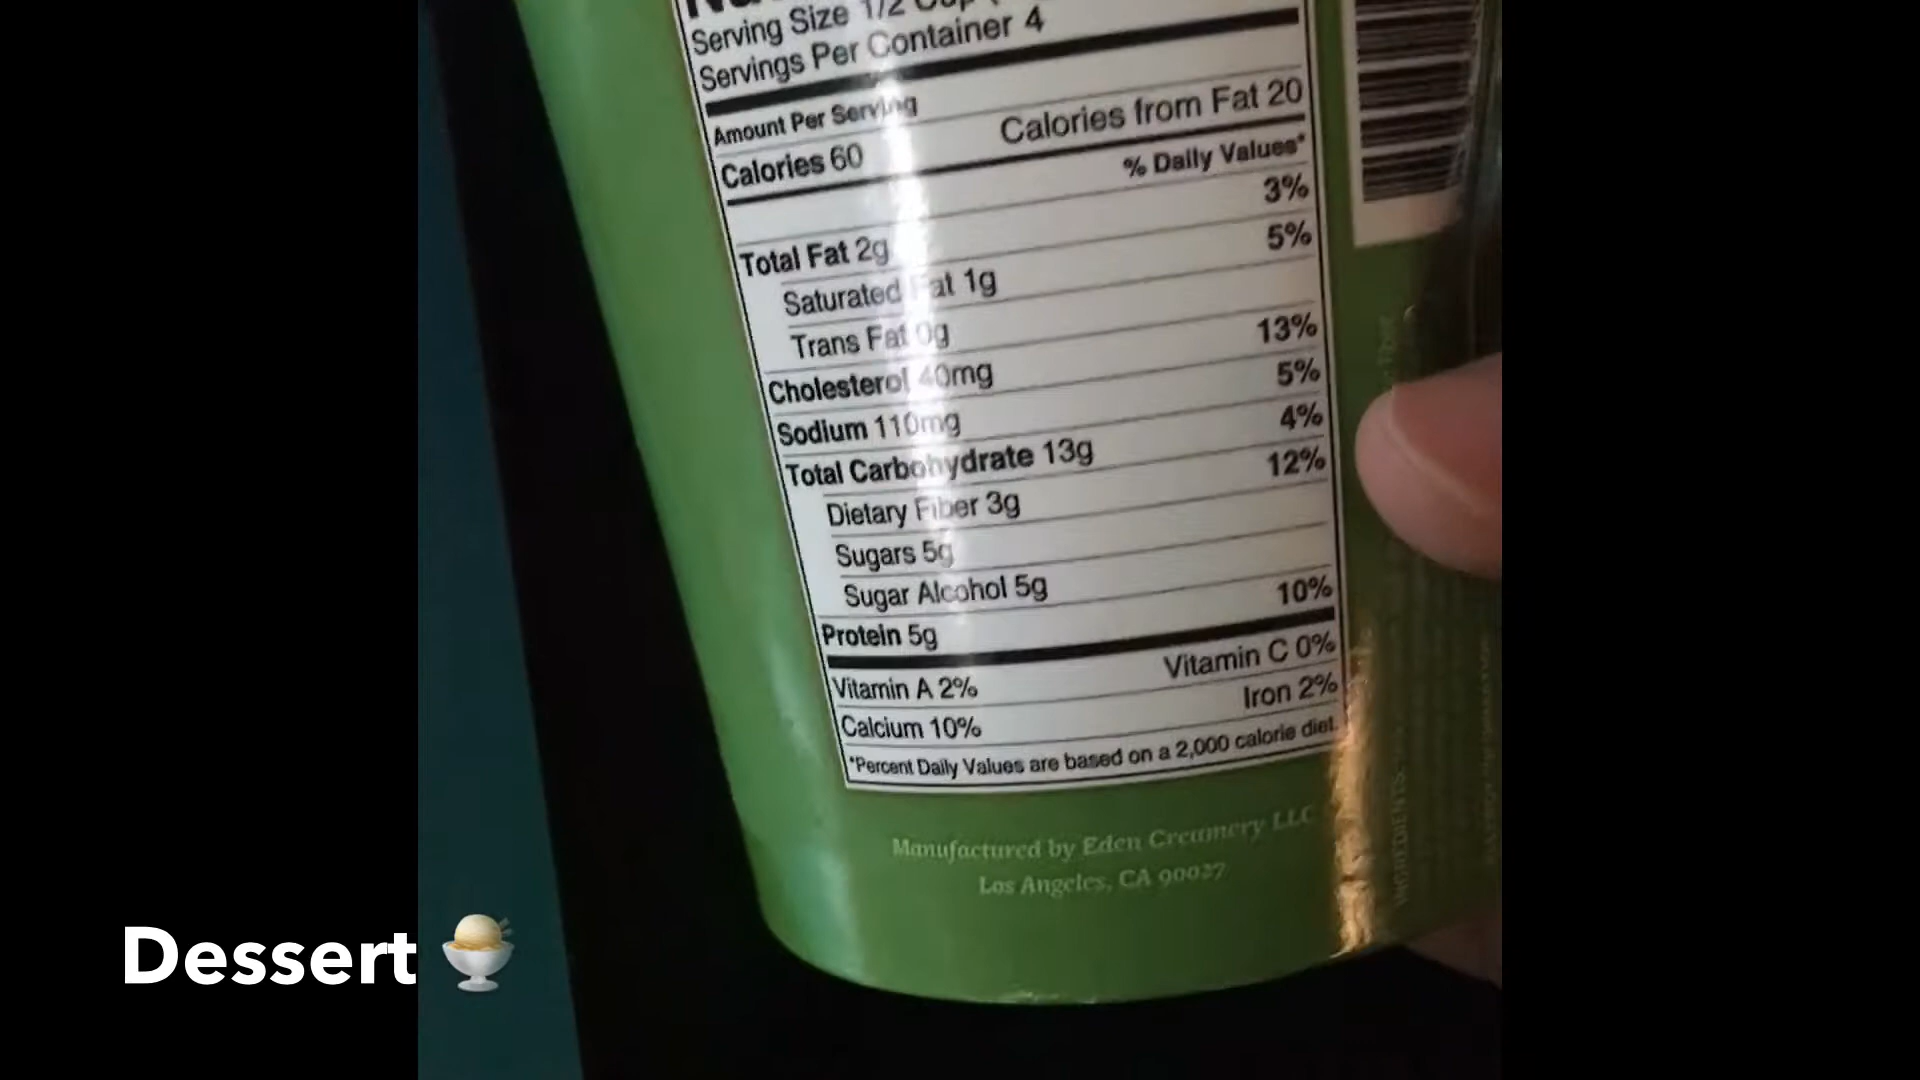 Serving Size 1/2 Cup
Servings Per Container 4
Amount Per Serving
Calories 60 Calories from Fat 20
% Daily Values*
Total Fat 2g 3%
Saturated Fat 1g 5%
Trans Fat 0g
Cholesterol 40mg 13%
Sodium 110mg 5%
Total Carbohydrate 13g 4%
Dietary Fiber 3g 12%
Sugars 5g
Sugar Alcohol 5g
Protein 5g 10%
Vitamin A 2% Vitamin C 0%
Calcium 10% Iron 2%
*Percent Daily Values are based on a 2,000 calorie diet.
Manufactured by Eden Creamery LLC
Los Angeles, CA 90027
INGREDIENTS:
Dessert 🍨